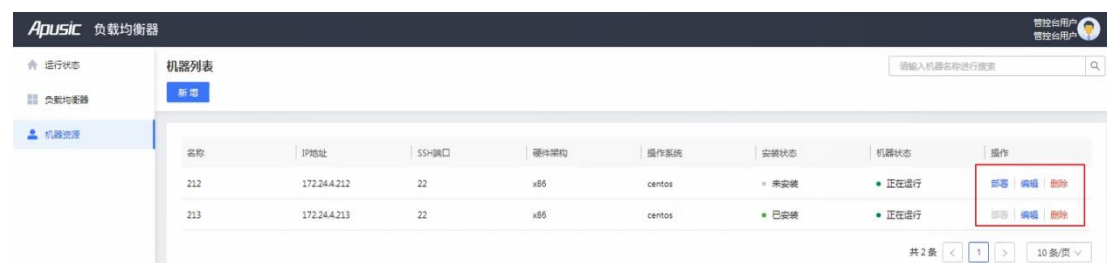 Apusic 负载均衡器
管控台用户
管控台用户
运行状态
负载均衡器
机器资源
机器列表
请输入机器名称进行搜索
新增
名称 IP地址 SSH端口 硬件架构 操作系统 安装状态 机器状态 操作
212 172.24.4.212 22 x86 centos 未安装 正在运行 部署 编辑 删除
213 172.24.4.213 22 x86 centos 已安装 正在运行 部署 编辑 删除
共 2 条 < 1 > 10 条/页